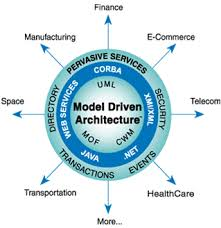 Finance
Manufacturing
E-Commerce
PERVASIVE SERVICES
CORBA
UML
DIRECTORY
WEB SERVICES
XMI/XML
SECURITY
Space
Model Driven
Architecture
Telecom
MOF
CWM
JAVA
.NET
TRANSACTIONS
EVENTS
Transportation
HealthCare
More...